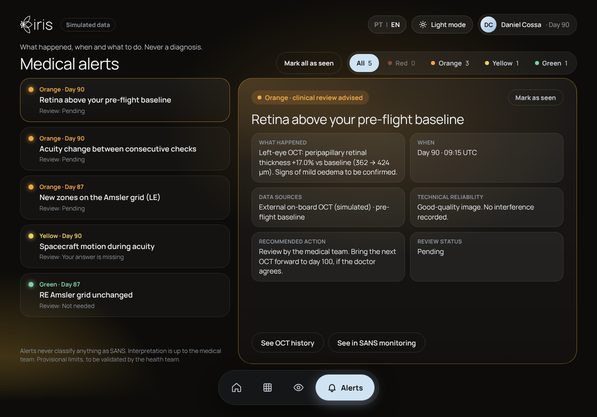 iris
Simulated data
PT | EN
Light mode
DC
Daniel Cossa · Day 90
What happened, when and what to do. Never a diagnosis.
Medical alerts
Mark all as seen
All 5
Red 0
Orange 3
Yellow 1
Green 1
Orange · Day 90
Retina above your pre-flight baseline
Review: Pending
Orange · Day 90
Acuity change between consecutive checks
Review: Pending
Orange · Day 87
New zones on the Amsler grid (LE)
Review: Pending
Yellow · Day 90
Spacecraft motion during acuity
Review: Your answer is missing
Green · Day 87
RE Amsler grid unchanged
Review: Not needed
Alerts never classify anything as SANS. Interpretation is up to the medical
team. Provisional limits, to be validated by the health team.
Orange · clinical review advised
Mark as seen
Retina above your pre-flight baseline
WHAT HAPPENED
Left-eye OCT: peripapillary retinal
thickness +17.0% vs baseline (362 → 424
µm). Signs of mild oedema to be confirmed.
WHEN
Day 90 · 09:15 UTC
DATA SOURCES
External on-board OCT (simulated) · pre-
flight baseline
TECHNICAL RELIABILITY
Good-quality image. No interference
recorded.
RECOMMENDED ACTION
Review by the medical team. Bring the next
OCT forward to day 100, if the doctor
agrees.
REVIEW STATUS
Pending
See OCT history
See in SANS monitoring
Alerts